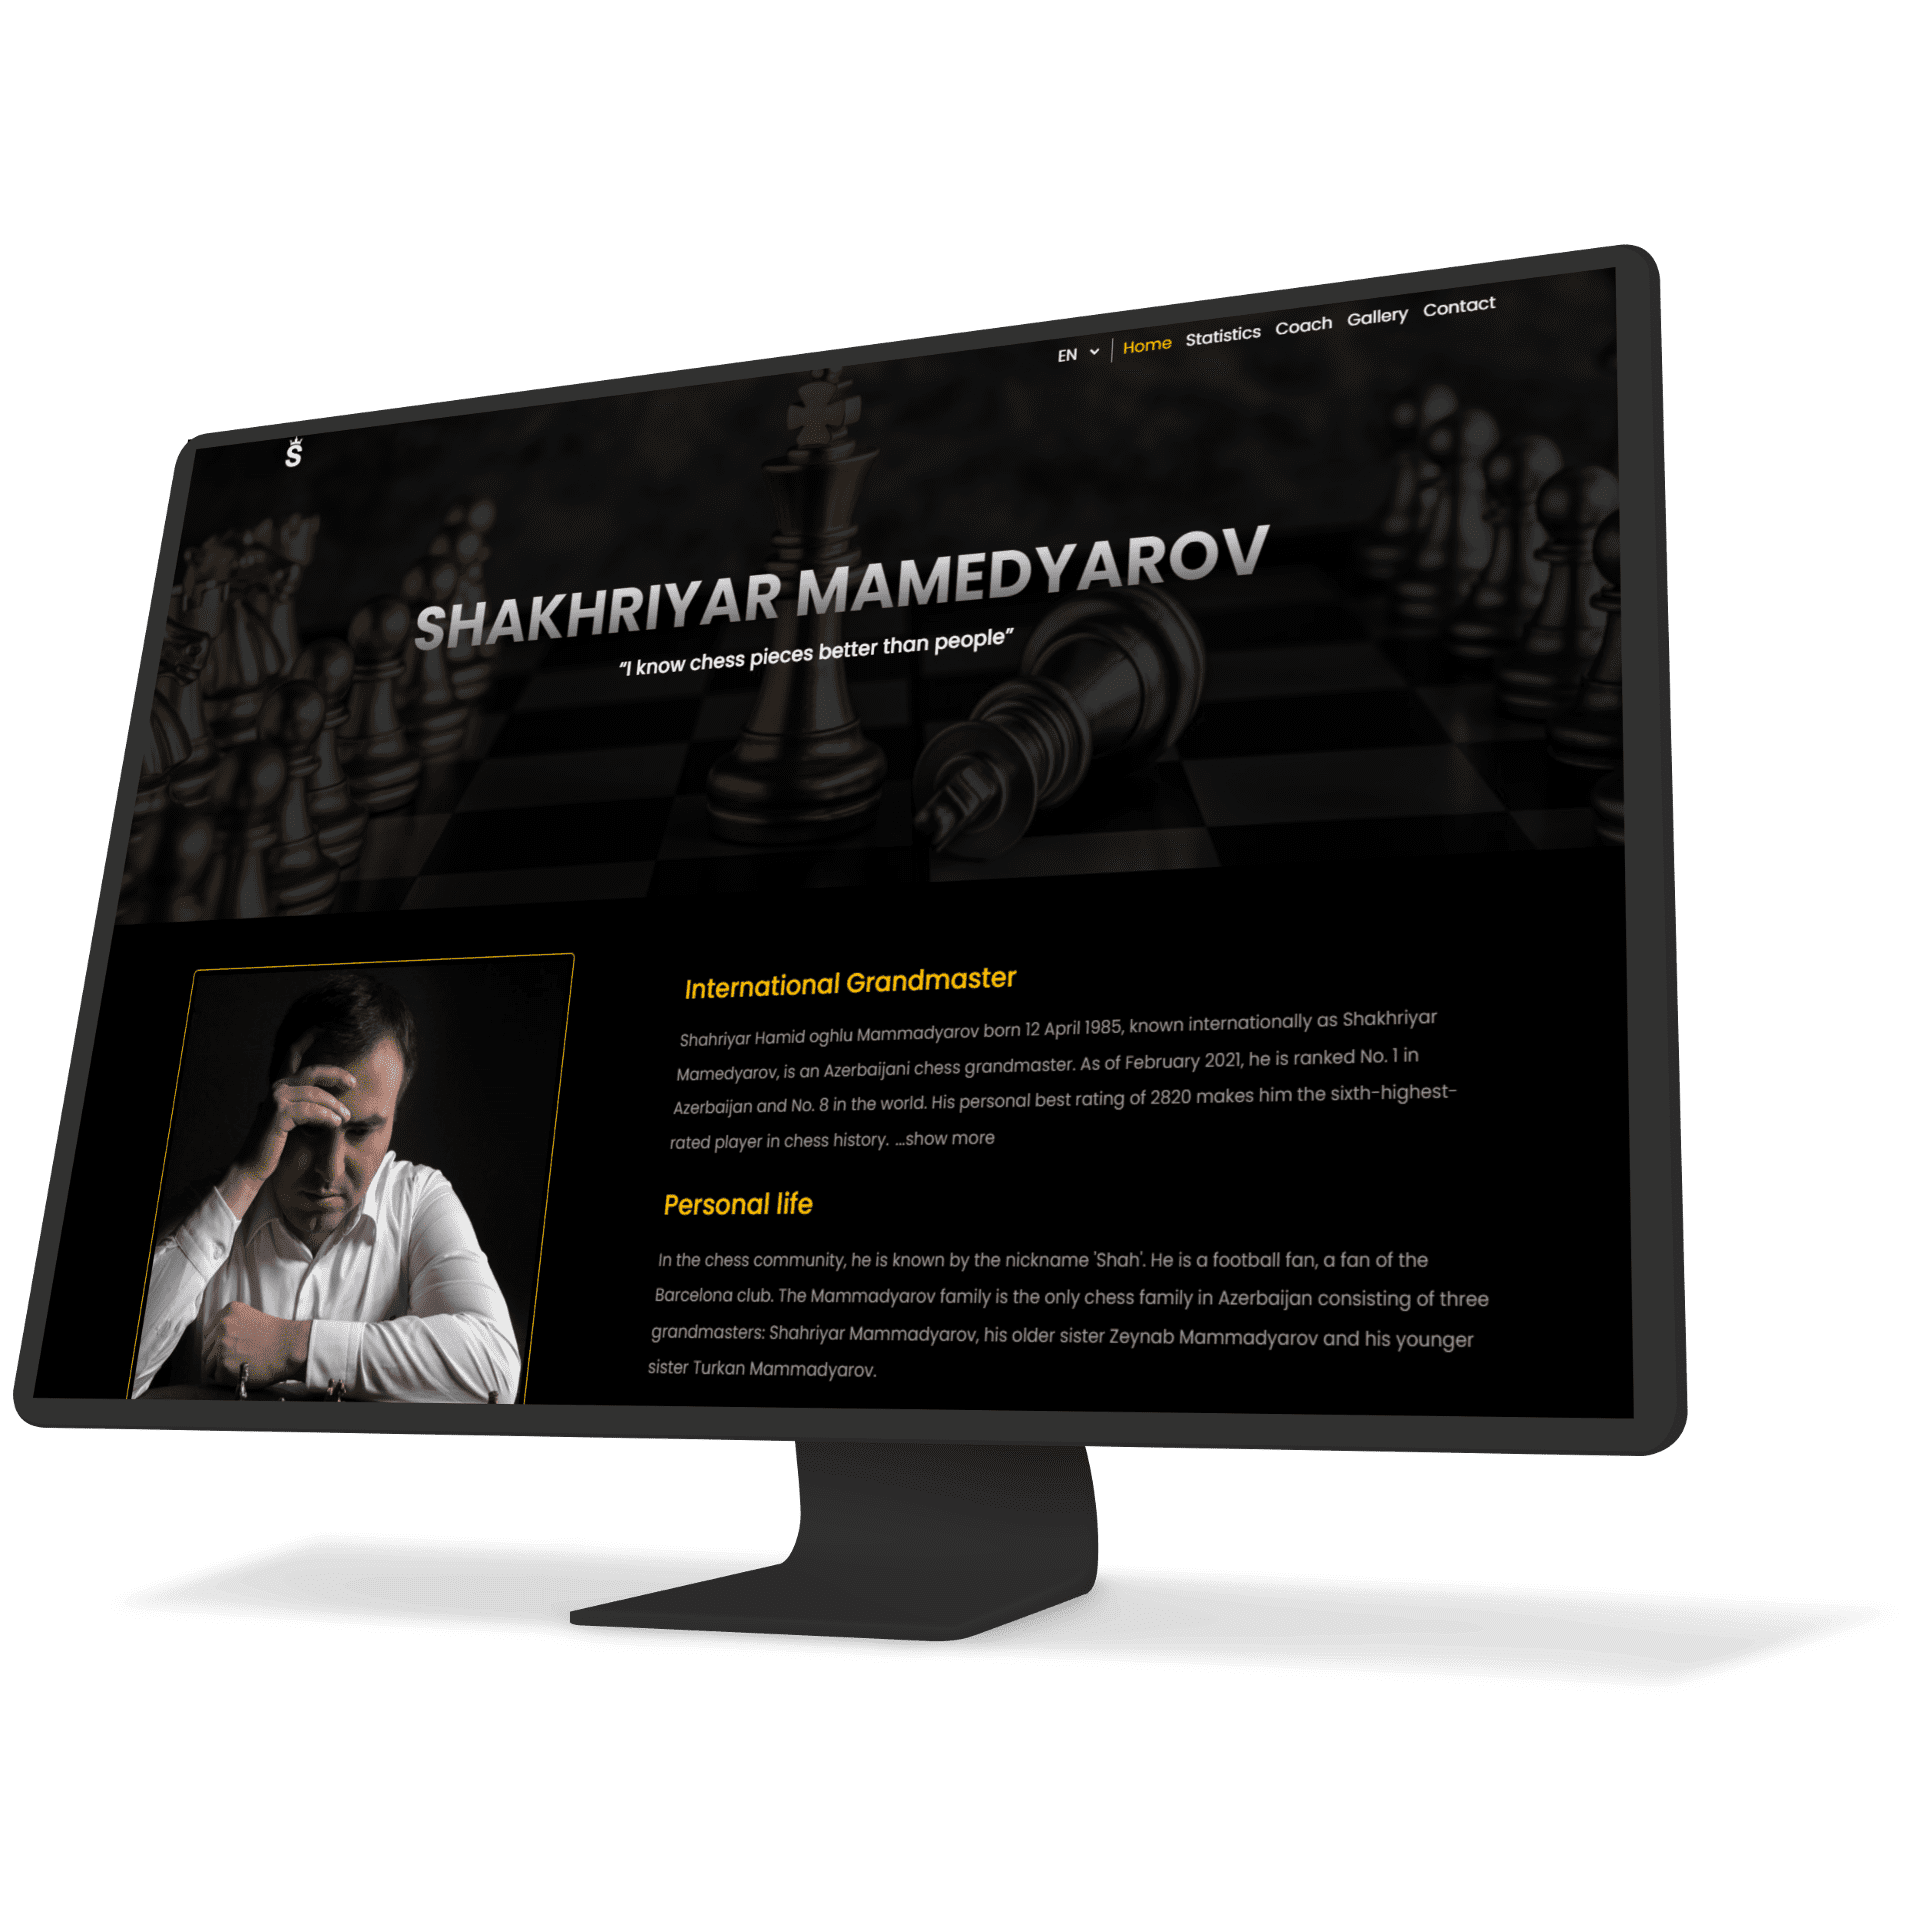 EN Home Statistics Coach Gallery Contact
S
SHAKHRIYAR MAMEDYAROV
“I know chess pieces better than people”
International Grandmaster
Shahriyar Hamid oghlu Mammadyarov born 12 April 1985, known internationally as Shakhriyar
Mamedyarov, is an Azerbaijani chess grandmaster. As of February 2021, he is ranked No. 1 in
Azerbaijan and No. 8 in the world. His personal best rating of 2820 makes him the sixth-highest-
rated player in chess history. ...show more
Personal life
In the chess community, he is known by the nickname 'Shah'. He is a football fan, a fan of the
Barcelona club. The Mammadyarov family is the only chess family in Azerbaijan consisting of three
grandmasters: Shahriyar Mammadyarov, his older sister Zeynab Mammadyarov and his younger
sister Turkan Mammadyarov.